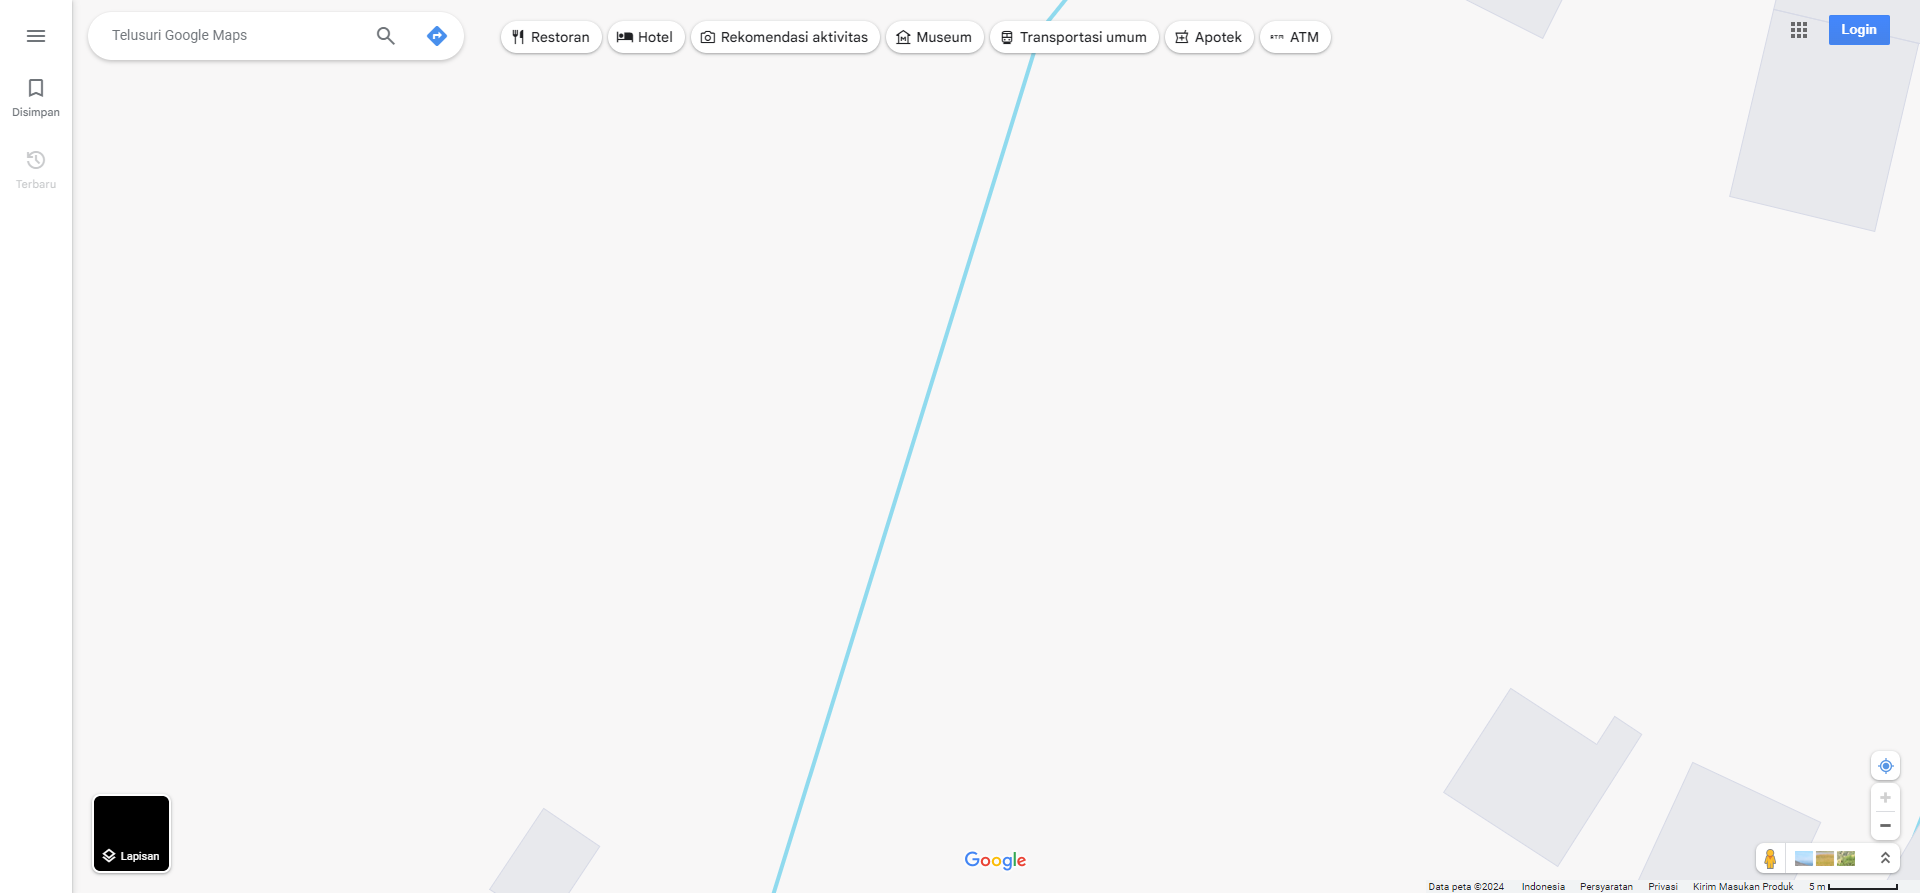 Telusuri Google Maps
Restoran
Hotel
Rekomendasi aktivitas
Museum
Transportasi umum
Apotek
ATM
ATM
Login
Disimpan
Terbaru
Lapisan
Google
Data peta ©2024
Indonesia
Persyaratan
Privasi
Kirim Masukan Produk
5 m